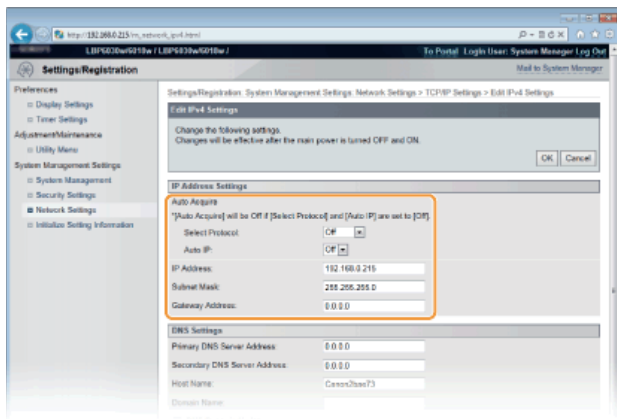 http://192.168.0.215/m_network_ipv4.html
LBP6030w/6018w / LBP6030w/6018w /
To Portal Login User: System Manager Log Out
Settings/Registration
Mail to System Manager
Preferences
Display Settings
Timer Settings
Adjustment/Maintenance
Utility Menu
System Management Settings
System Management
Security Settings
Network Settings
Initialize Setting Information
Settings/Registration: System Management Settings: Network Settings > TCP/IP Settings > Edit IPv4 Settings
Edit IPv4 Settings
Change the following settings.
Changes will be effective after the main power is turned OFF and ON.
OK Cancel
IP Address Settings
Auto Acquire
*[Auto Acquire] will be Off if [Select Protocol] and [Auto IP] are set to [Off].
Select Protocol: Off
Auto IP: Off
IP Address: 192.168.0.215
Subnet Mask: 255.255.255.0
Gateway Address: 0.0.0.0
DNS Settings
Primary DNS Server Address: 0.0.0.0
Secondary DNS Server Address: 0.0.0.0
Host Name:
Domain Name: